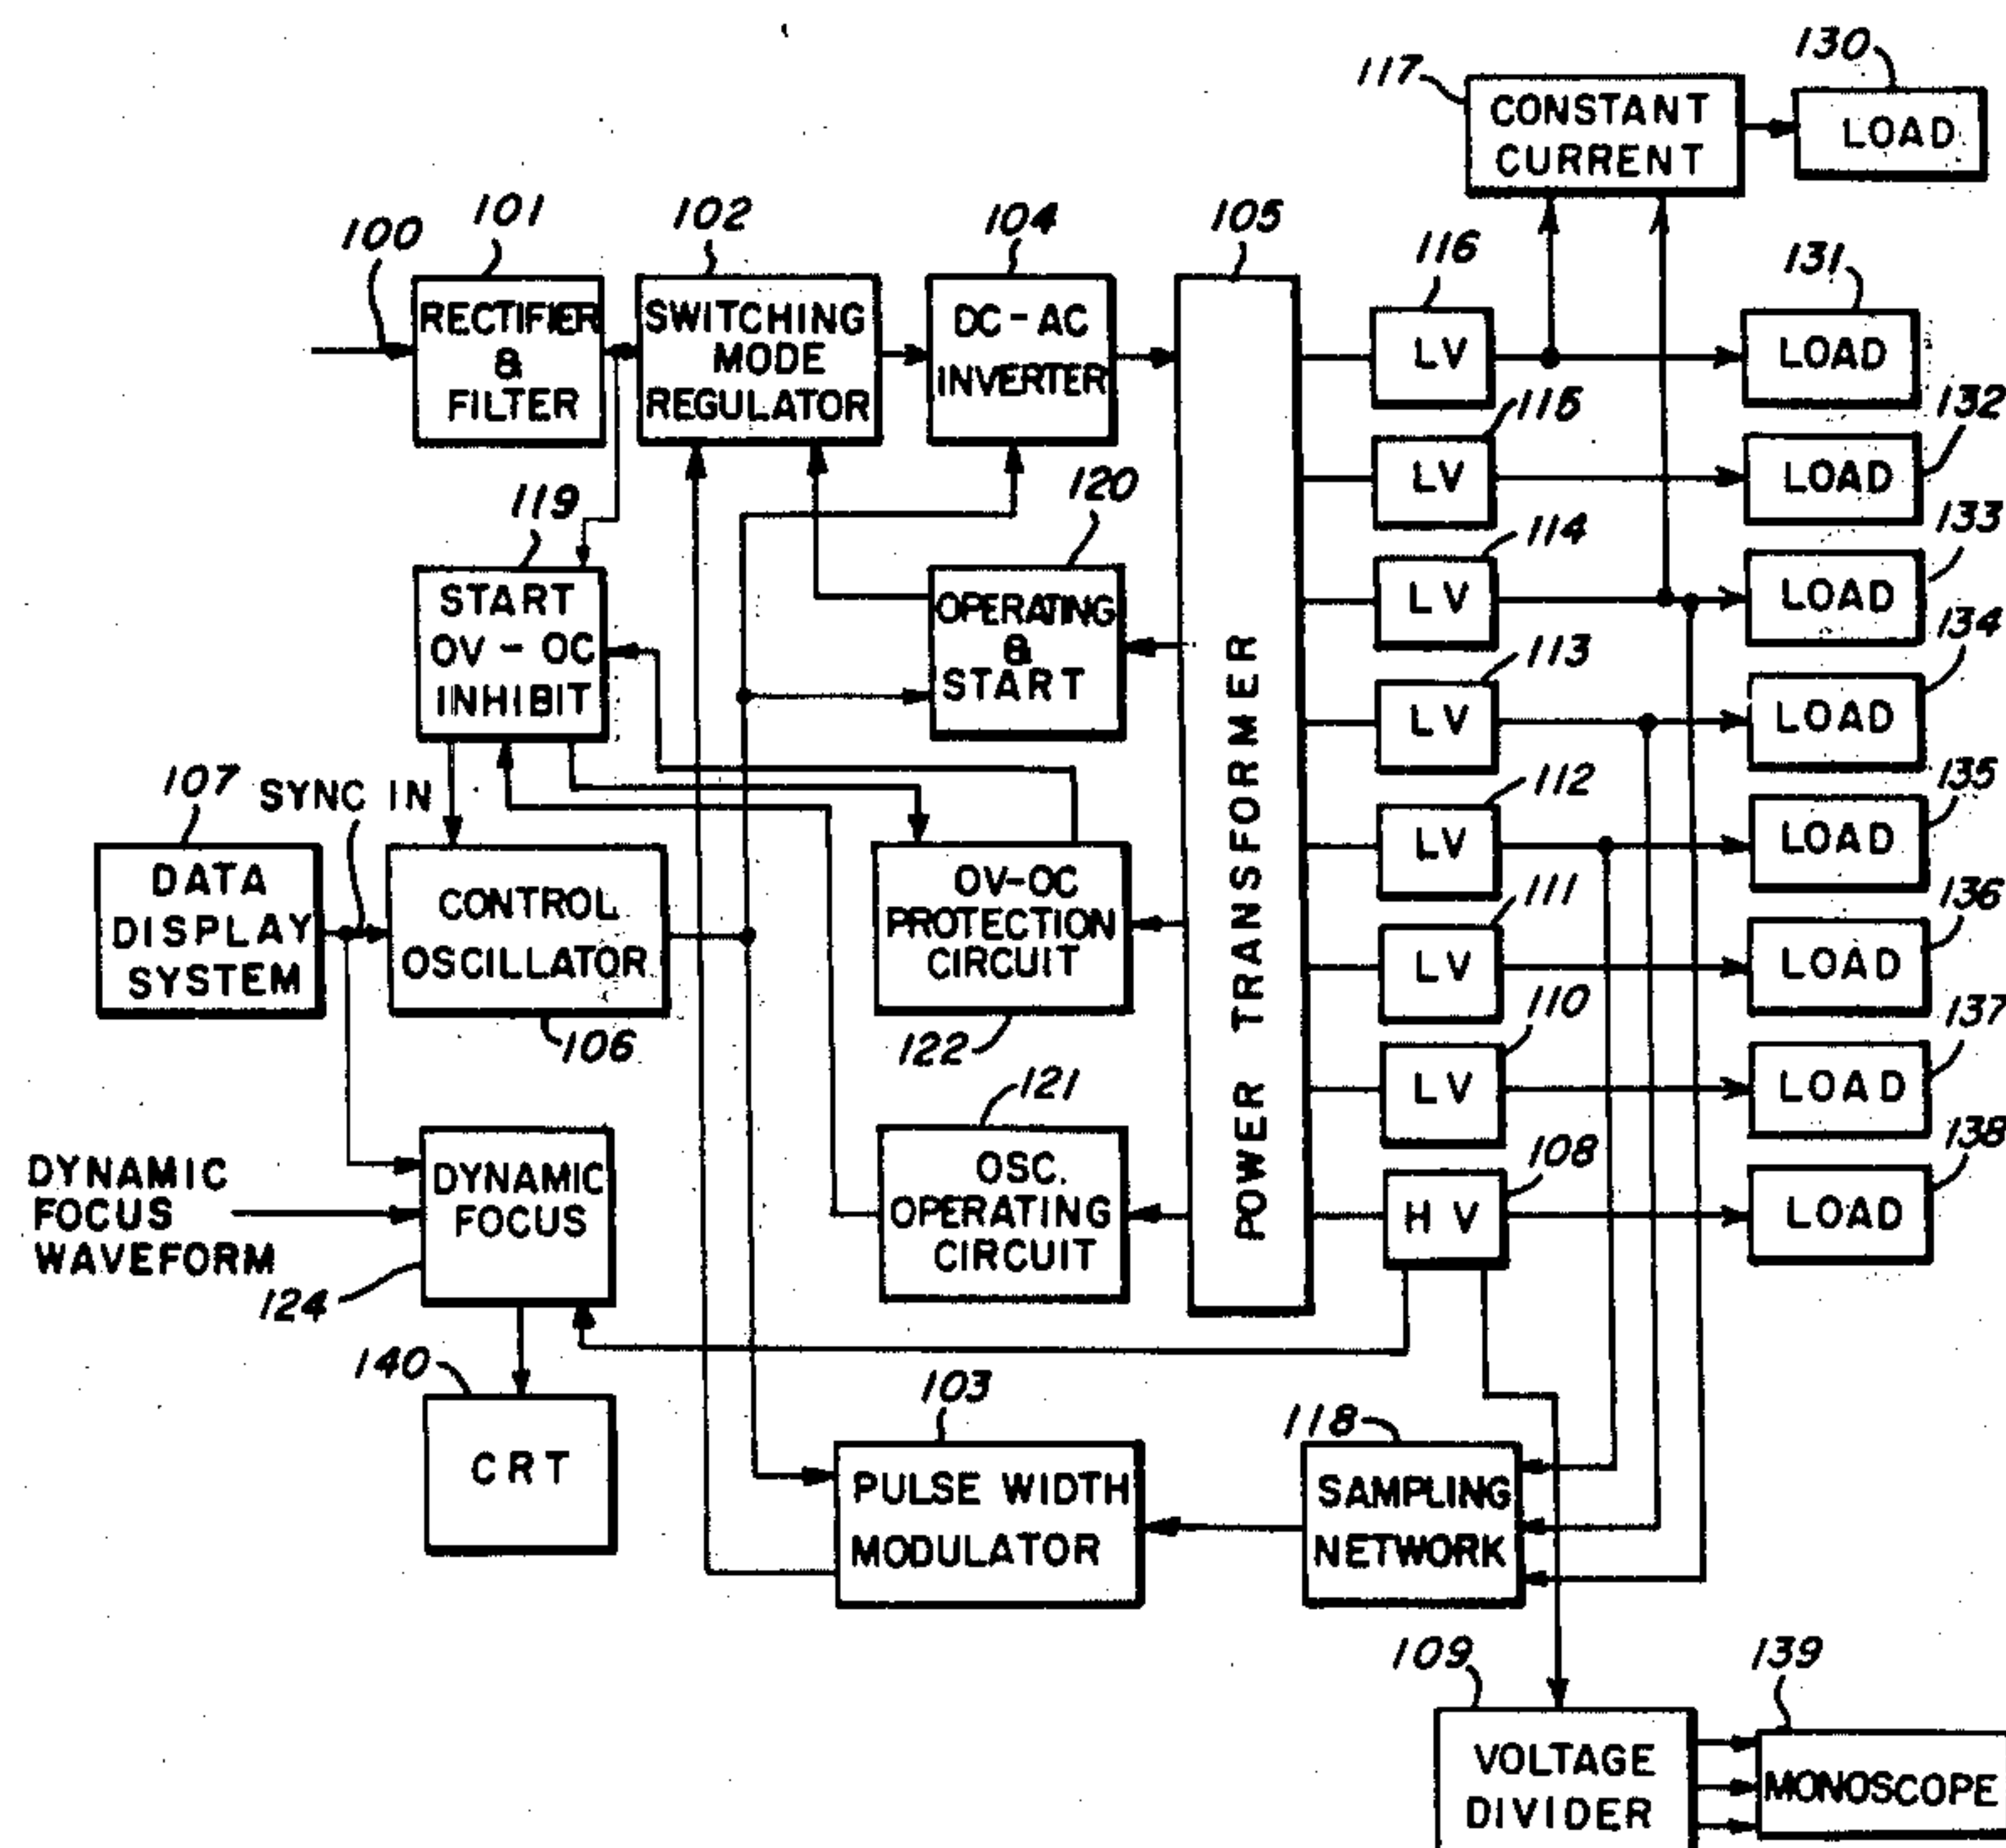 130
117
CONSTANT
CURRENT
LOAD
100
101
102
104
105
116
131
RECTIFIER
&
FILTER
SWITCHING
MODE
REGULATOR
DC-AC
INVERTER
LV
LOAD
115
132
LV
LOAD
119
120
114
133
START
OV-OC
INHIBIT
OPERATING
&
START
LV
LOAD
113
134
LV
LOAD
107
SYNC IN
112
135
DATA
DISPLAY
SYSTEM
CONTROL
OSCILLATOR
106
OV-OC
PROTECTION
CIRCUIT
122
POWER TRANSFORMER
LV
LOAD
111
136
LV
LOAD
110
137
LV
LOAD
121
108
138
DYNAMIC
FOCUS
WAVEFORM
DYNAMIC
FOCUS
124
OSC.
OPERATING
CIRCUIT
HV
LOAD
140
CRT
103
PULSE WIDTH
MODULATOR
118
SAMPLING
NETWORK
109
139
VOLTAGE
DIVIDER
MONOSCOPE